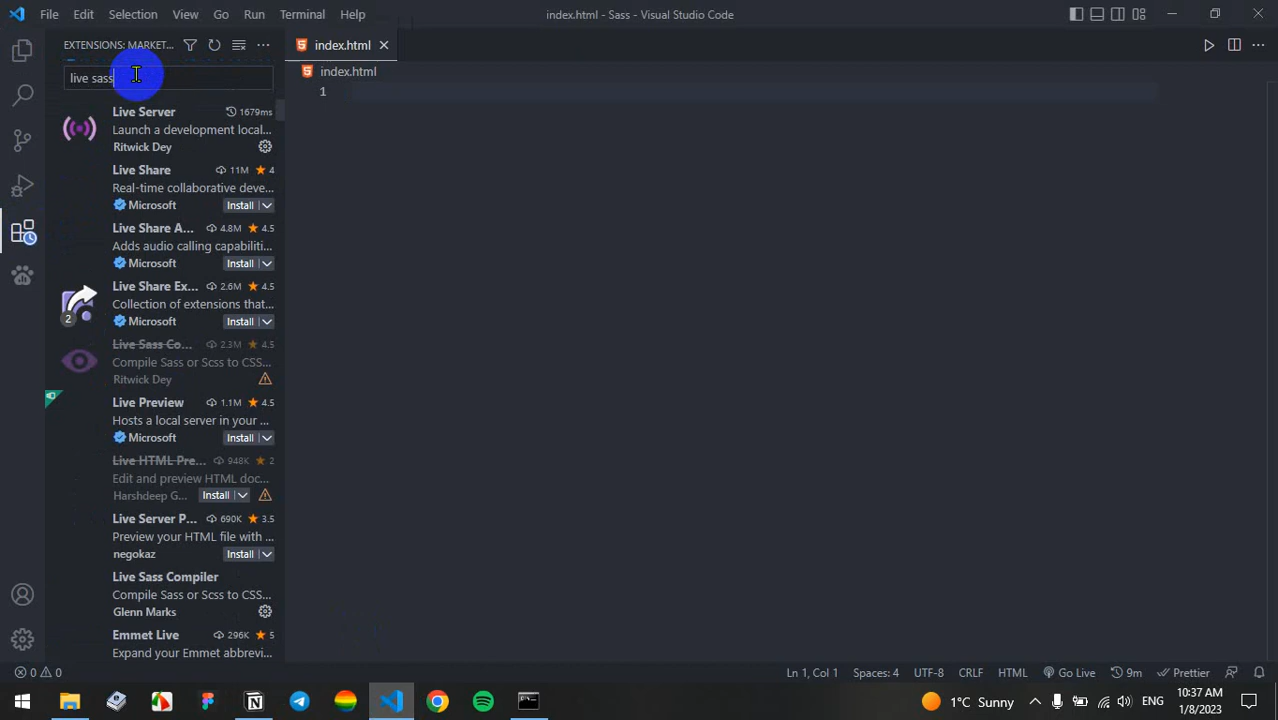 File Edit Selection View Go Run Terminal Help index.html - Sass - Visual Studio Code
EXTENSIONS: MARKET...
index.html
live sass
index.html
1
Live Server 1679ms
Launch a development local...
Ritwick Dey
Live Share 11M 4
Real-time collaborative deve...
Microsoft Install
Live Share A... 4.8M 4.5
Adds audio calling capabiliti...
Microsoft Install
Live Share Ex... 2.6M 4.5
Collection of extensions that...
2 Microsoft Install
Live Sass Co... 2.3M 4.5
Compile Sass or Scss to CSS...
Ritwick Dey
Live Preview 1.1M 4.5
Hosts a local server in your ...
Microsoft Install
Live HTML Pre... 948K 2
Edit and preview HTML doc...
Harshdeep G... Install
Live Server P... 690K 3.5
Preview your HTML file with ...
negokaz Install
Live Sass Compiler
Compile Sass or Scss to CSS...
Glenn Marks
Emmet Live 296K 5
Expand your Emmet abbrevi...
0 0 Ln 1, Col 1 Spaces: 4 UTF-8 CRLF HTML Go Live 9m Prettier
1°C Sunny ENG 10:37 AM
1/8/2023